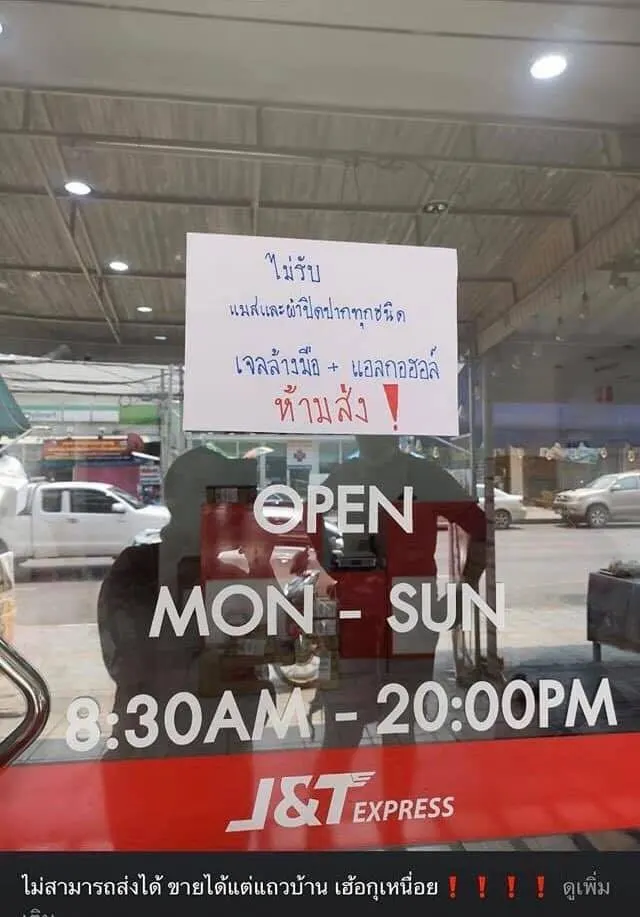 ไม่รับ
แมสและผ้าปิดปากทุกชนิด
เจลล้างมือ + แอลกอฮอล์
ห้ามส่ง❗
OPEN
MON - SUN
8:30AM - 20:00PM
J&T EXPRESS
ไม่สามารถส่งได้ ขายได้แต่แถวบ้าน เฮ้อกุเหนื่อย❗❗❗❗ ดูเพิ่ม
เติม